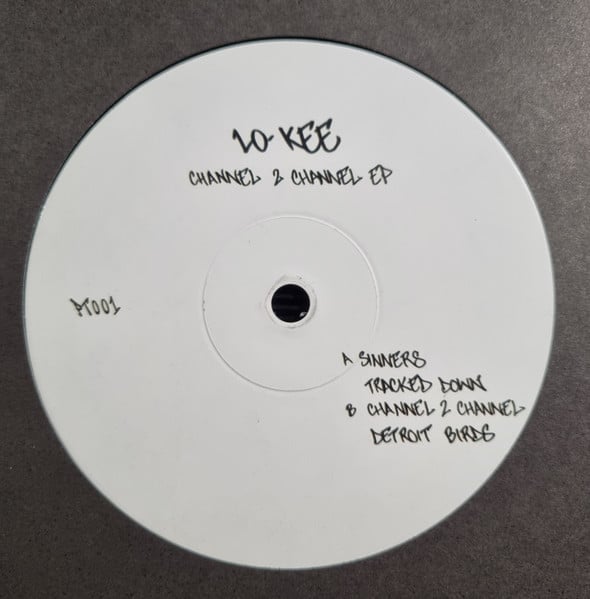 LO-KEE
CHANNEL 2 CHANNEL EP
PT001
A SINNERS
TRACKED DOWN
B CHANNEL 2 CHANNEL
DETROIT BIRDS